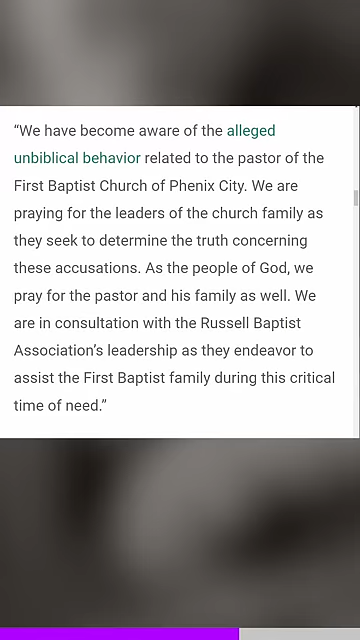 “We have become aware of the alleged
unbiblical behavior related to the pastor of the
First Baptist Church of Phenix City. We are
praying for the leaders of the church family as
they seek to determine the truth concerning
these accusations. As the people of God, we
pray for the pastor and his family as well. We
are in consultation with the Russell Baptist
Association’s leadership as they endeavor to
assist the First Baptist family during this critical
time of need.”